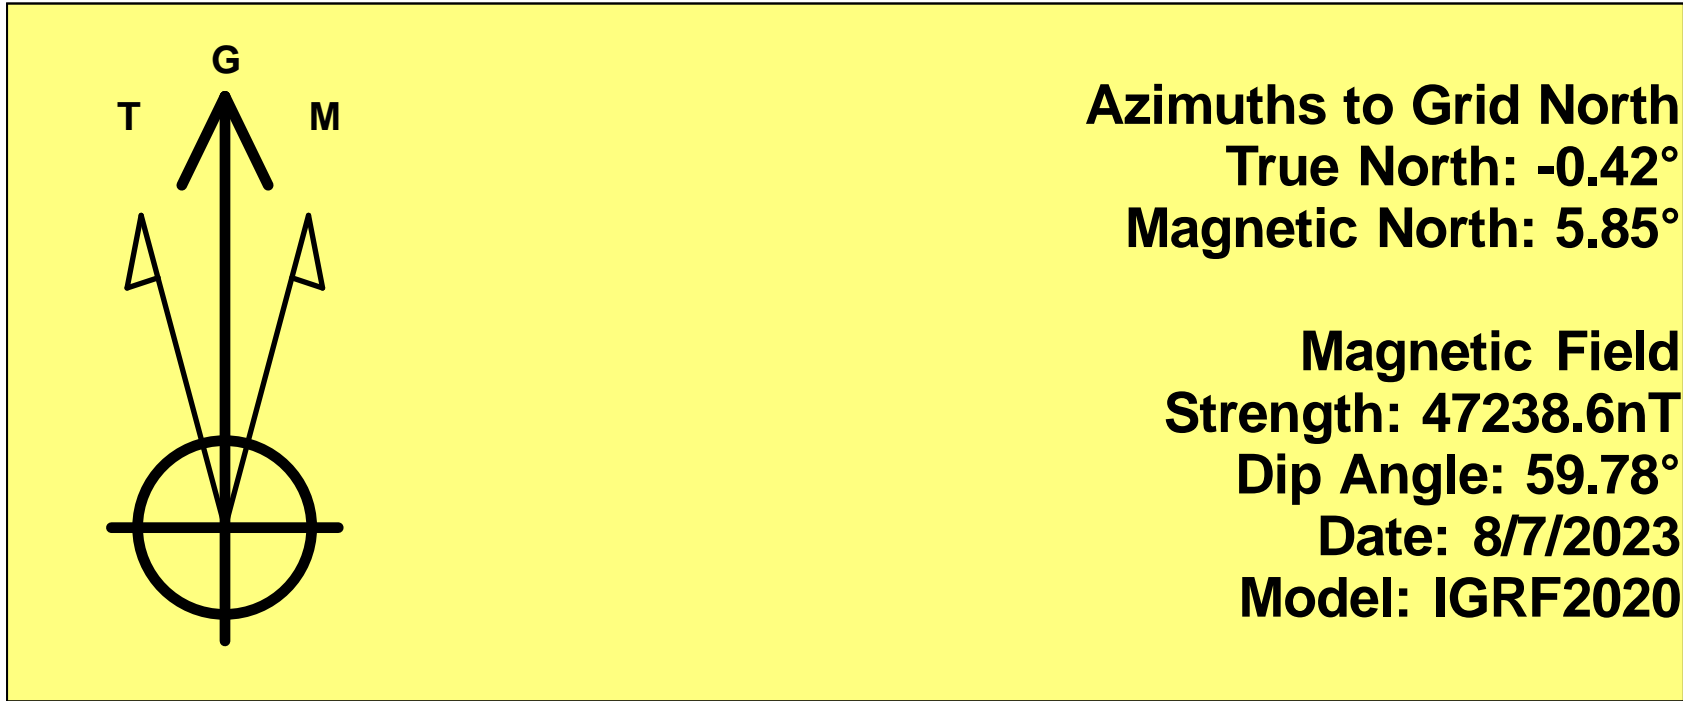 G
T M
Azimuths to Grid North
True North: -0.42°
Magnetic North: 5.85°
Magnetic Field
Strength: 47238.6nT
Dip Angle: 59.78°
Date: 8/7/2023
Model: IGRF2020